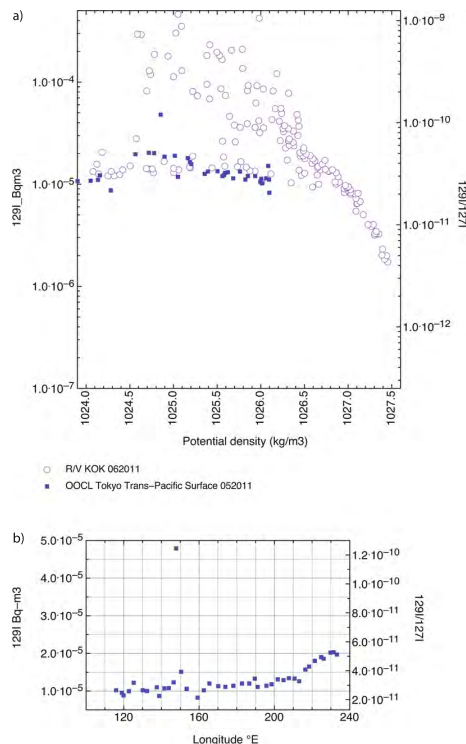 a)
1.0·10⁻⁹
1.0·10⁻⁴
1.0·10⁻¹⁰
1.0·10⁻⁵
129I_Bqm3
129I/127I
1.0·10⁻¹¹
1.0·10⁻⁶
1.0·10⁻¹²
1.0·10⁻⁷
1024.0 1024.5 1025.0 1025.5 1026.0 1026.5 1027.0 1027.5
Potential density (kg/m3)
R/V KOK 062011
OOCL Tokyo Trans–Pacific Surface 052011
b)
5.0·10⁻⁵
1.2·10⁻¹⁰
4.0·10⁻⁵
1.0·10⁻¹⁰
129I Bq–m3
3.0·10⁻⁵
8.0·10⁻¹¹
129I/127I
6.0·10⁻¹¹
2.0·10⁻⁵
4.0·10⁻¹¹
1.0·10⁻⁵
2.0·10⁻¹¹
120 140 160 180 200 220 240
Longitude °E